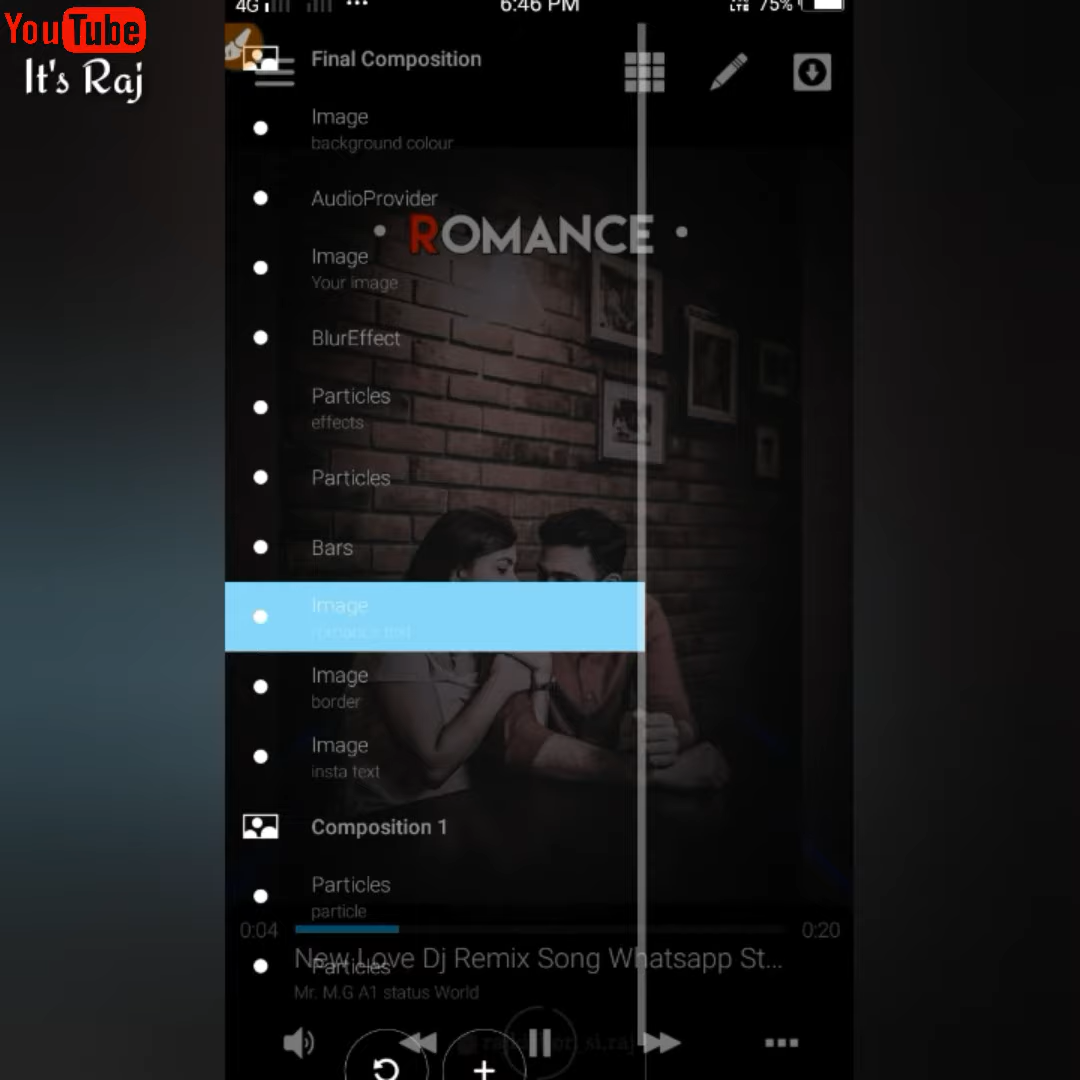 YouTube
It's Raj
4G
6:46 PM
LTE 75%
Final Composition
Image
background colour
AudioProvider
• ROMANCE •
Image
Your image
BlurEffect
Particles
effects
Particles
Bars
Image
Image
border
Image
insta text
Composition 1
Particles
particle
0:04
0:20
New Love Dj Remix Song Whatsapp St...
Particles
Mr. M.G A1 status World